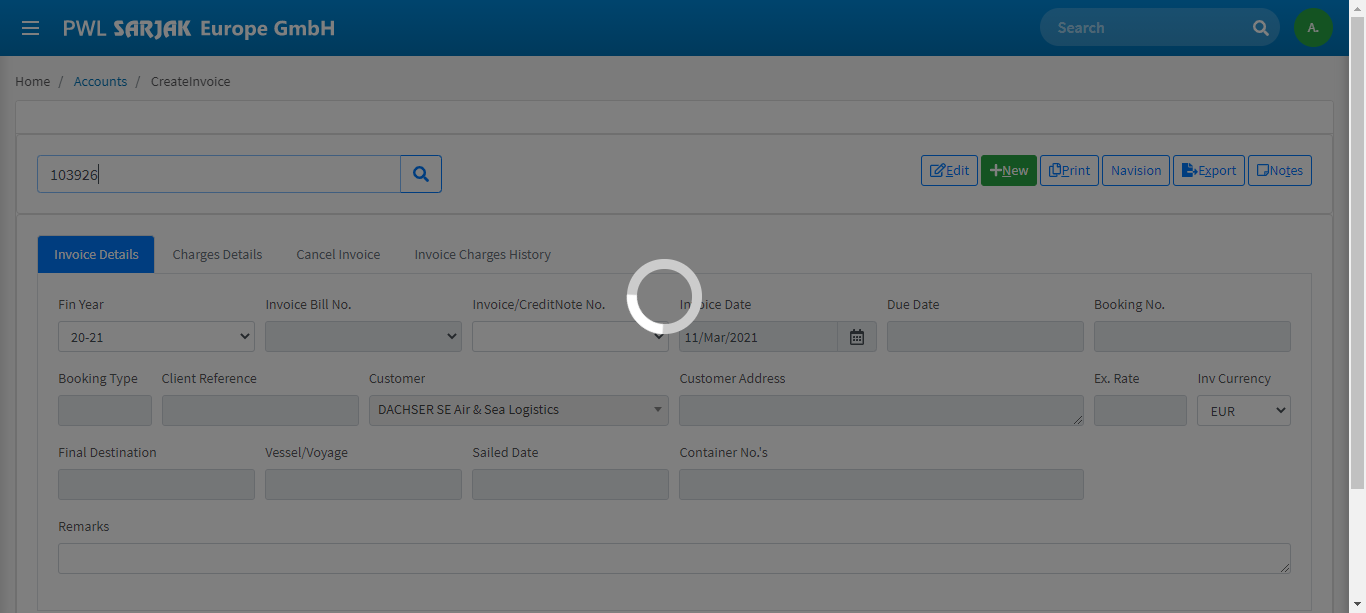 PWL SARJAK Europe GmbH
Search
A.
Home / Accounts / CreateInvoice
103926
Edit
New
Print
Navision
Export
Notes
Invoice Details
Charges Details
Cancel Invoice
Invoice Charges History
Fin Year
Invoice Bill No.
Invoice/CreditNote No.
Invoice Date
Due Date
Booking No.
20-21
11/Mar/2021
Booking Type
Client Reference
Customer
Customer Address
Ex. Rate
Inv Currency
DACHSER SE Air & Sea Logistics
EUR
Final Destination
Vessel/Voyage
Sailed Date
Container No.'s
Remarks